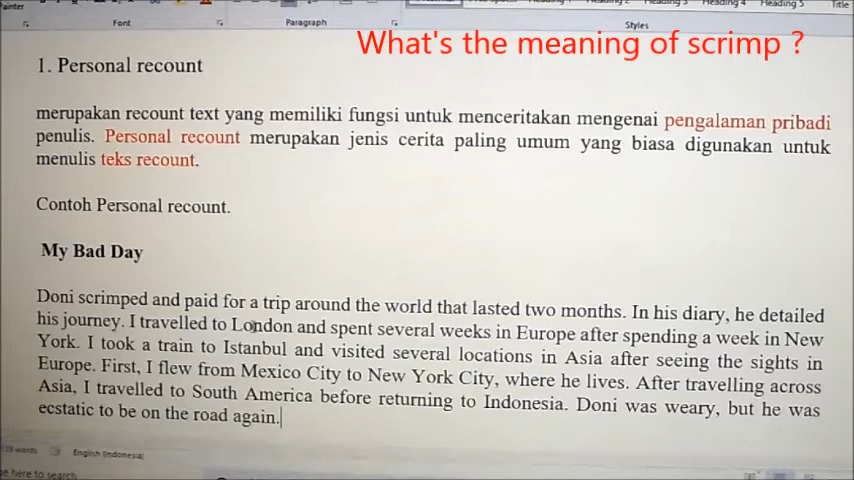 Font
Paragraph
Styles
Title
What's the meaning of scrimp ?
1. Personal recount
merupakan recount text yang memiliki fungsi untuk menceritakan mengenai pengalaman pribadi
penulis. Personal recount merupakan jenis cerita paling umum yang biasa digunakan untuk
menulis teks recount.
Contoh Personal recount.
My Bad Day
Doni scrimped and paid for a trip around the world that lasted two months. In his diary, he detailed
his journey. I travelled to London and spent several weeks in Europe after spending a week in New
York. I took a train to Istanbul and visited several locations in Asia after seeing the sights in
Europe. First, I flew from Mexico City to New York City, where he lives. After travelling across
Asia, I travelled to South America before returning to Indonesia. Doni was weary, but he was
ecstatic to be on the road again.
words
English (Indonesia)
here to search